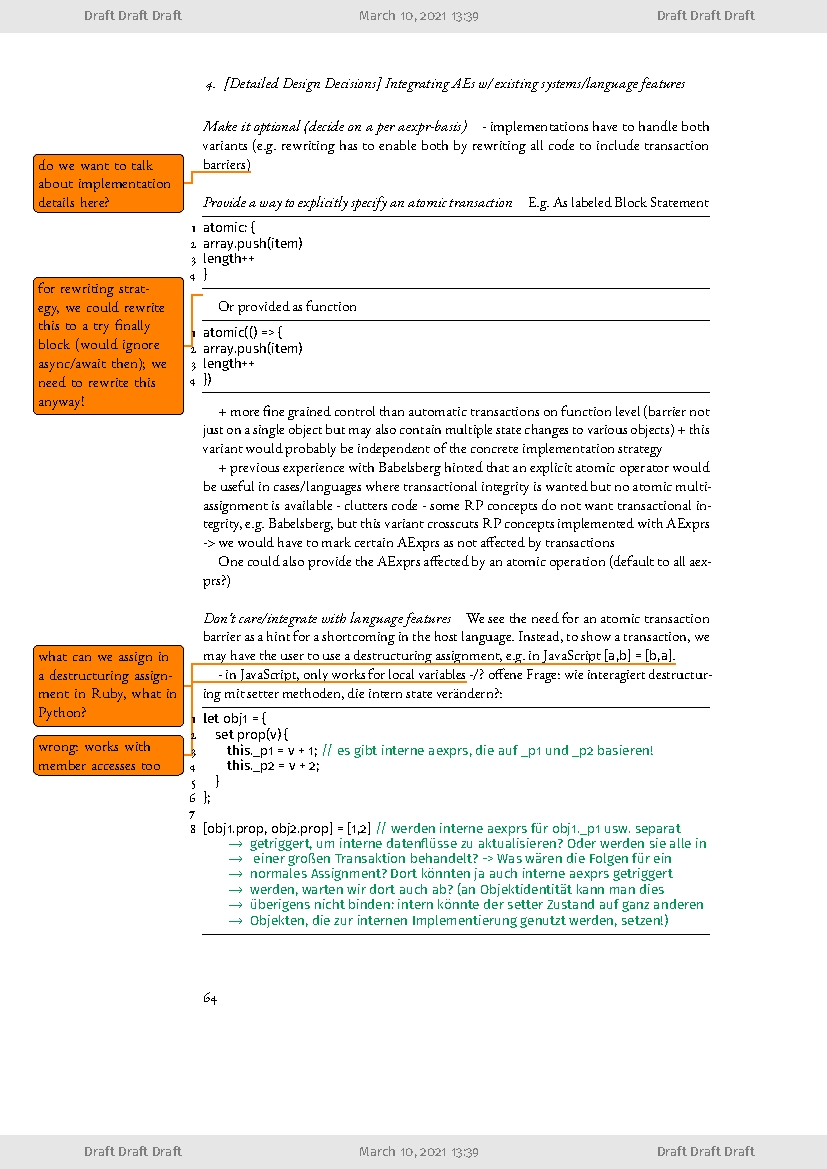 Draft Draft Draft March 10, 2021 13:39 Draft Draft Draft
4. [Detailed Design Decisions] Integrating AEs w/ existing systems/language features
Make it optional (decide on a per aexpr-basis) - implementations have to handle both
variants (e.g. rewriting has to enable both by rewriting all code to include transaction
barriers)
do we want to talk
about implementation
details here?
Provide a way to explicitly specify an atomic transaction E.g. As labeled Block Statement
1 atomic: {
2 array.push(item)
3 length++
4 }
for rewriting strat-
egy, we could rewrite
this to a try finally
block (would ignore
async/await then); we
need to rewrite this
anyway!
Or provided as function
1 atomic(() => {
2 array.push(item)
3 length++
4 })
+ more fine grained control than automatic transactions on function level (barrier not
just on a single object but may also contain multiple state changes to various objects) + this
variant would probably be independent of the concrete implementation strategy
+ previous experience with Babelsberg hinted that an explicit atomic operator would
be useful in cases/languages where transactional integrity is wanted but no atomic multi-
assignment is available - clutters code - some RP concepts do not want transactional in-
tegrity, e.g. Babelsberg, but this variant crosscuts RP concepts implemented with AExprs
-> we would have to mark certain AExprs as not affected by transactions
One could also provide the AExprs affected by an atomic operation (default to all aex-
prs?)
Don't care/integrate with language features We see the need for an atomic transaction
barrier as a hint for a shortcoming in the host language. Instead, to show a transaction, we
may have the user to use a destructuring assignment, e.g. in JavaScript [a,b] = [b,a].
- in JavaScript, only works for local variables -/? offene Frage: wie interagiert destructur-
ing mit setter methoden, die intern state verändern?:
what can we assign in
a destructuring assign-
ment in Ruby, what in
Python?
wrong: works with
member accesses too
1 let obj1 = {
2 set prop(v) {
3 this._p1 = v + 1; // es gibt interne aexprs, die auf _p1 und _p2 basieren!
4 this._p2 = v + 2;
5 }
6 };
7
8 [obj1.prop, obj2.prop] = [1,2] // werden interne aexprs für obj1._p1 usw. separat
→ getriggert, um interne datenflüsse zu aktualisieren? Oder werden sie alle in
→ einer großen Transaktion behandelt? -> Was wären die Folgen für ein
→ normales Assignment? Dort könnten ja auch interne aexprs getriggert
→ werden, warten wir dort auch ab? (an Objektidentität kann man dies
→ überigens nicht binden: intern könnte der setter Zustand auf ganz anderen
→ Objekten, die zur internen Implementierung genutzt werden, setzen!)
64
Draft Draft Draft March 10, 2021 13:39 Draft Draft Draft